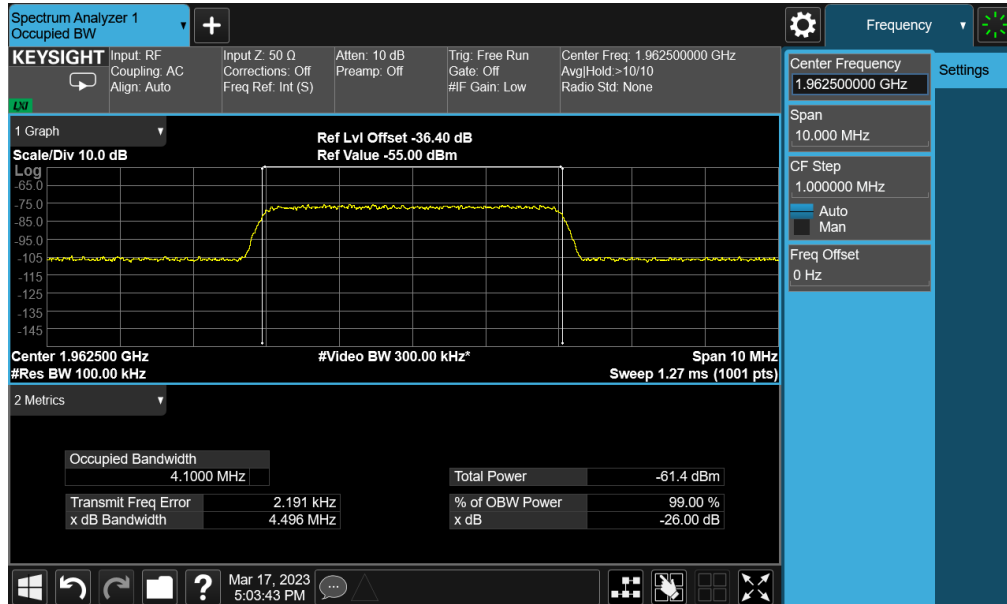 Spectrum Analyzer 1
Occupied BW
Frequency
KEYSIGHT
LXI
Input: RF
Coupling: AC
Align: Auto
Input Z: 50 Ω
Corrections: Off
Freq Ref: Int (S)
Atten: 10 dB
Preamp: Off
Trig: Free Run
Gate: Off
#IF Gain: Low
Center Freq: 1.962500000 GHz
Avg|Hold:>10/10
Radio Std: None
Center Frequency
1.962500000 GHz
Settings
Span
10.000 MHz
CF Step
1.000000 MHz
Auto
Man
Freq Offset
0 Hz
1 Graph
Scale/Div 10.0 dB
Ref Lvl Offset -36.40 dB
Ref Value -55.00 dBm
Log
-65.0
-75.0
-85.0
-95.0
-105
-115
-125
-135
-145
Center 1.962500 GHz
#Res BW 100.00 kHz
#Video BW 300.00 kHz*
Span 10 MHz
Sweep 1.27 ms (1001 pts)
2 Metrics
Occupied Bandwidth
4.1000 MHz
Total Power -61.4 dBm
Transmit Freq Error 2.191 kHz
% of OBW Power 99.00 %
x dB Bandwidth 4.496 MHz
x dB -26.00 dB
?
Mar 17, 2023
5:03:43 PM